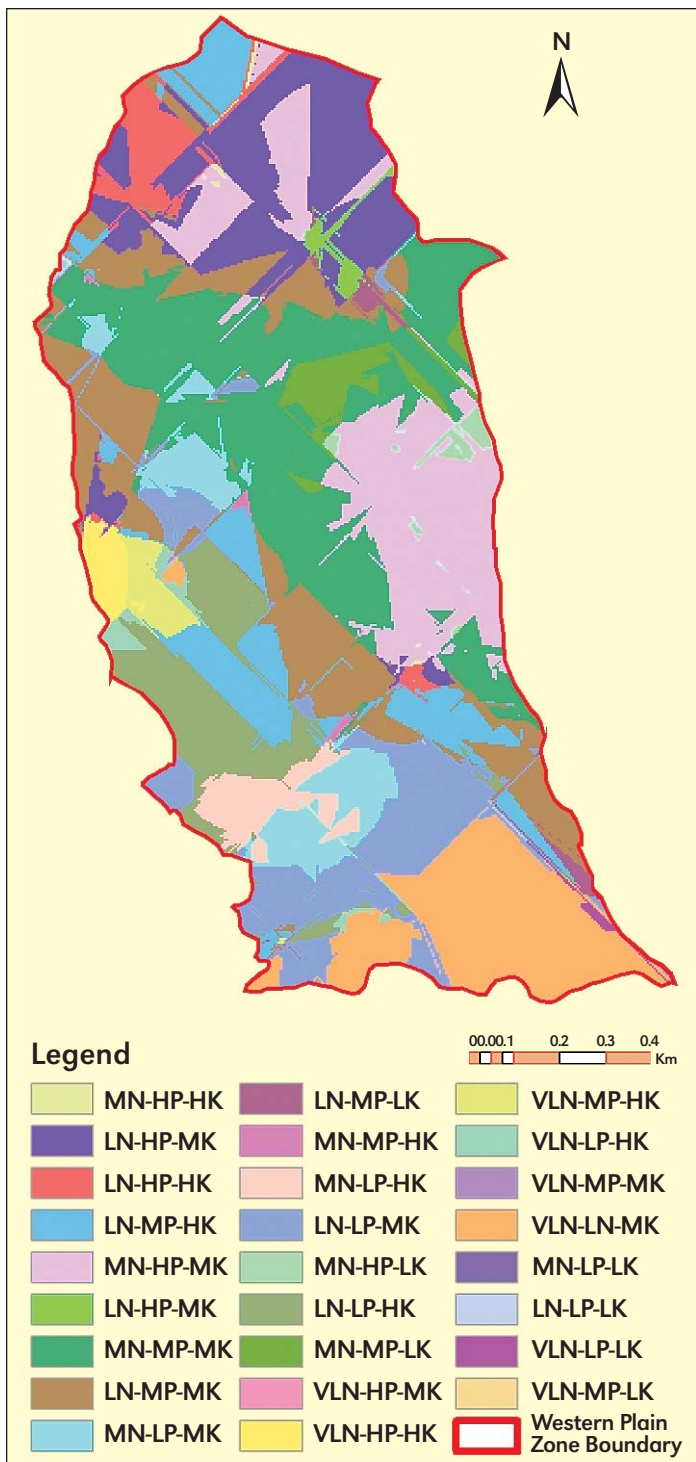 N
Legend
00.00.1 0.2 0.3 0.4
Km
MN-HP-HK
LN-HP-MK
LN-HP-HK
LN-MP-HK
MN-HP-MK
LN-HP-MK
MN-MP-MK
LN-MP-MK
MN-LP-MK
LN-MP-LK
MN-MP-HK
MN-LP-HK
LN-LP-MK
MN-HP-LK
LN-LP-HK
MN-MP-LK
VLN-HP-MK
VLN-HP-HK
VLN-MP-HK
VLN-LP-HK
VLN-MP-MK
VLN-LN-MK
MN-LP-LK
LN-LP-LK
VLN-LP-LK
VLN-MP-LK
Western Plain
Zone Boundary